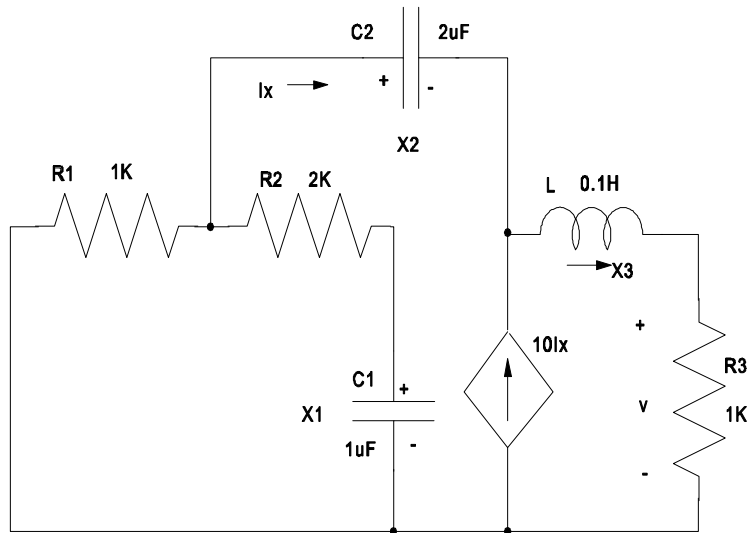 C2 2uF
Ix + -
X2
R1 1K
R2 2K
L 0.1H
X3
+
10Ix
R3
C1 +
X1
v
1K
1uF -
-